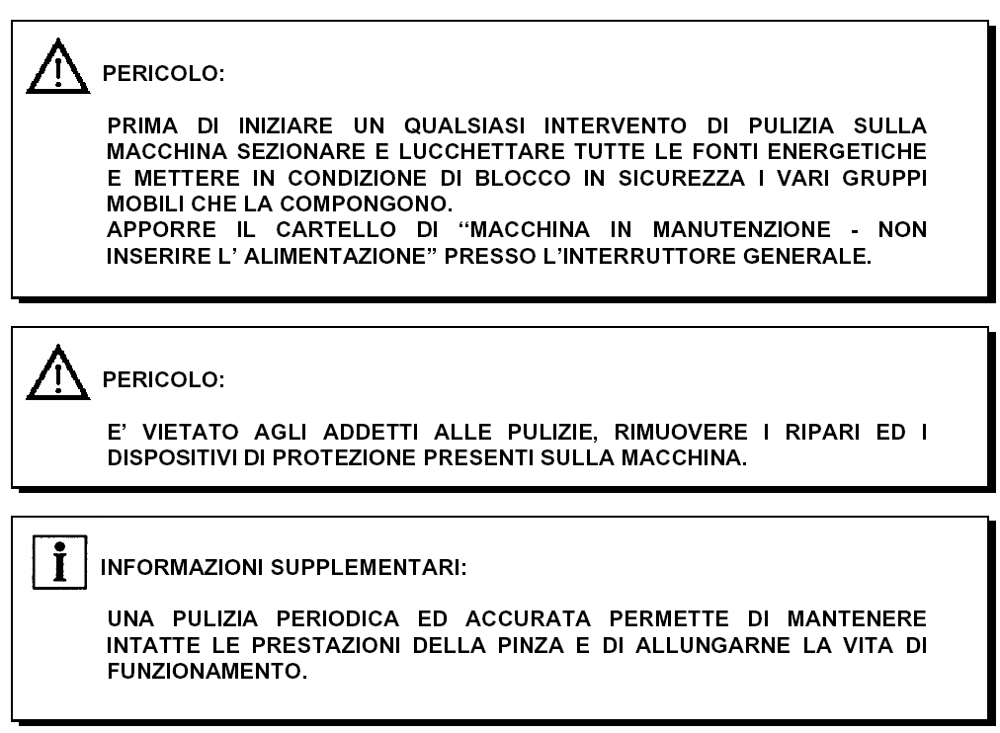 PERICOLO:
PRIMA DI INIZIARE UN QUALSIASI INTERVENTO DI PULIZIA SULLA
MACCHINA SEZIONARE E LUCCHETTARE TUTTE LE FONTI ENERGETICHE
E METTERE IN CONDIZIONE DI BLOCCO IN SICUREZZA I VARI GRUPPI
MOBILI CHE LA COMPONGONO.
APPORRE IL CARTELLO DI “MACCHINA IN MANUTENZIONE - NON
INSERIRE L’ ALIMENTAZIONE” PRESSO L’INTERRUTTORE GENERALE.
PERICOLO:
E’ VIETATO AGLI ADDETTI ALLE PULIZIE, RIMUOVERE I RIPARI ED I
DISPOSITIVI DI PROTEZIONE PRESENTI SULLA MACCHINA.
INFORMAZIONI SUPPLEMENTARI:
UNA PULIZIA PERIODICA ED ACCURATA PERMETTE DI MANTENERE
INTATTE LE PRESTAZIONI DELLA PINZA E DI ALLUNGARNE LA VITA DI
FUNZIONAMENTO.